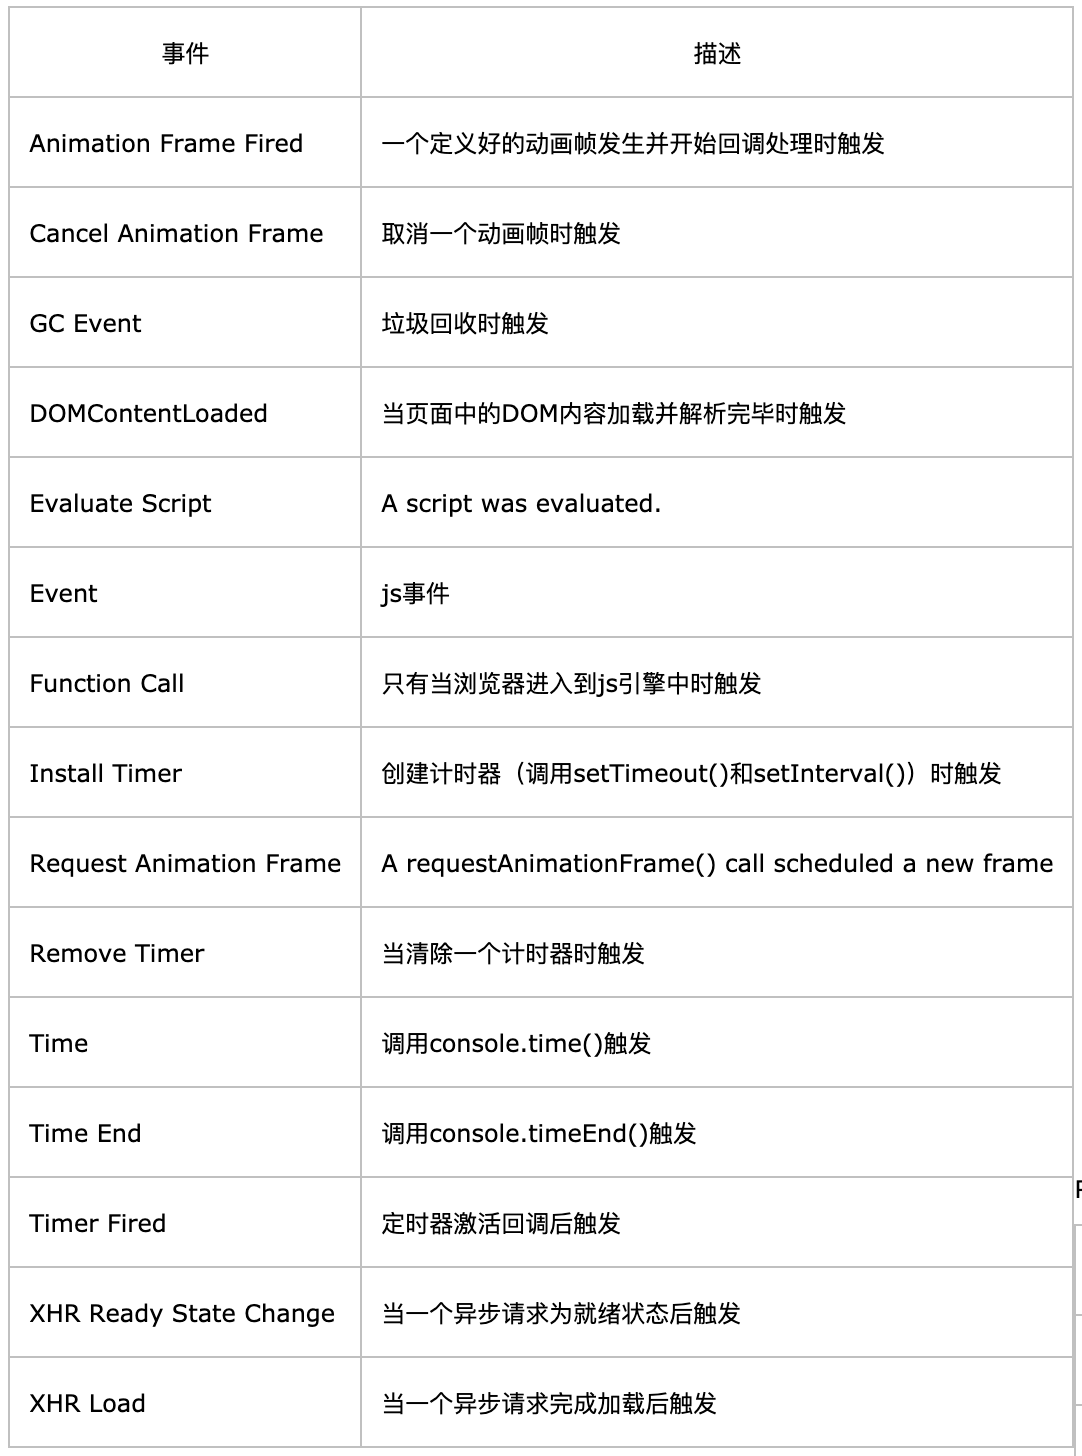 事件 描述
Animation Frame Fired 一个定义好的动画帧发生并开始回调处理时触发
Cancel Animation Frame 取消一个动画帧时触发
GC Event 垃圾回收时触发
DOMContentLoaded 当页面中的DOM内容加载并解析完毕时触发
Evaluate Script A script was evaluated.
Event js事件
Function Call 只有当浏览器进入到js引擎中时触发
Install Timer 创建计时器（调用setTimeout()和setInterval()）时触发
Request Animation Frame A requestAnimationFrame() call scheduled a new frame
Remove Timer 当清除一个计时器时触发
Time 调用console.time()触发
Time End 调用console.timeEnd()触发
Timer Fired 定时器激活回调后触发
XHR Ready State Change 当一个异步请求为就绪状态后触发
XHR Load 当一个异步请求完成加载后触发